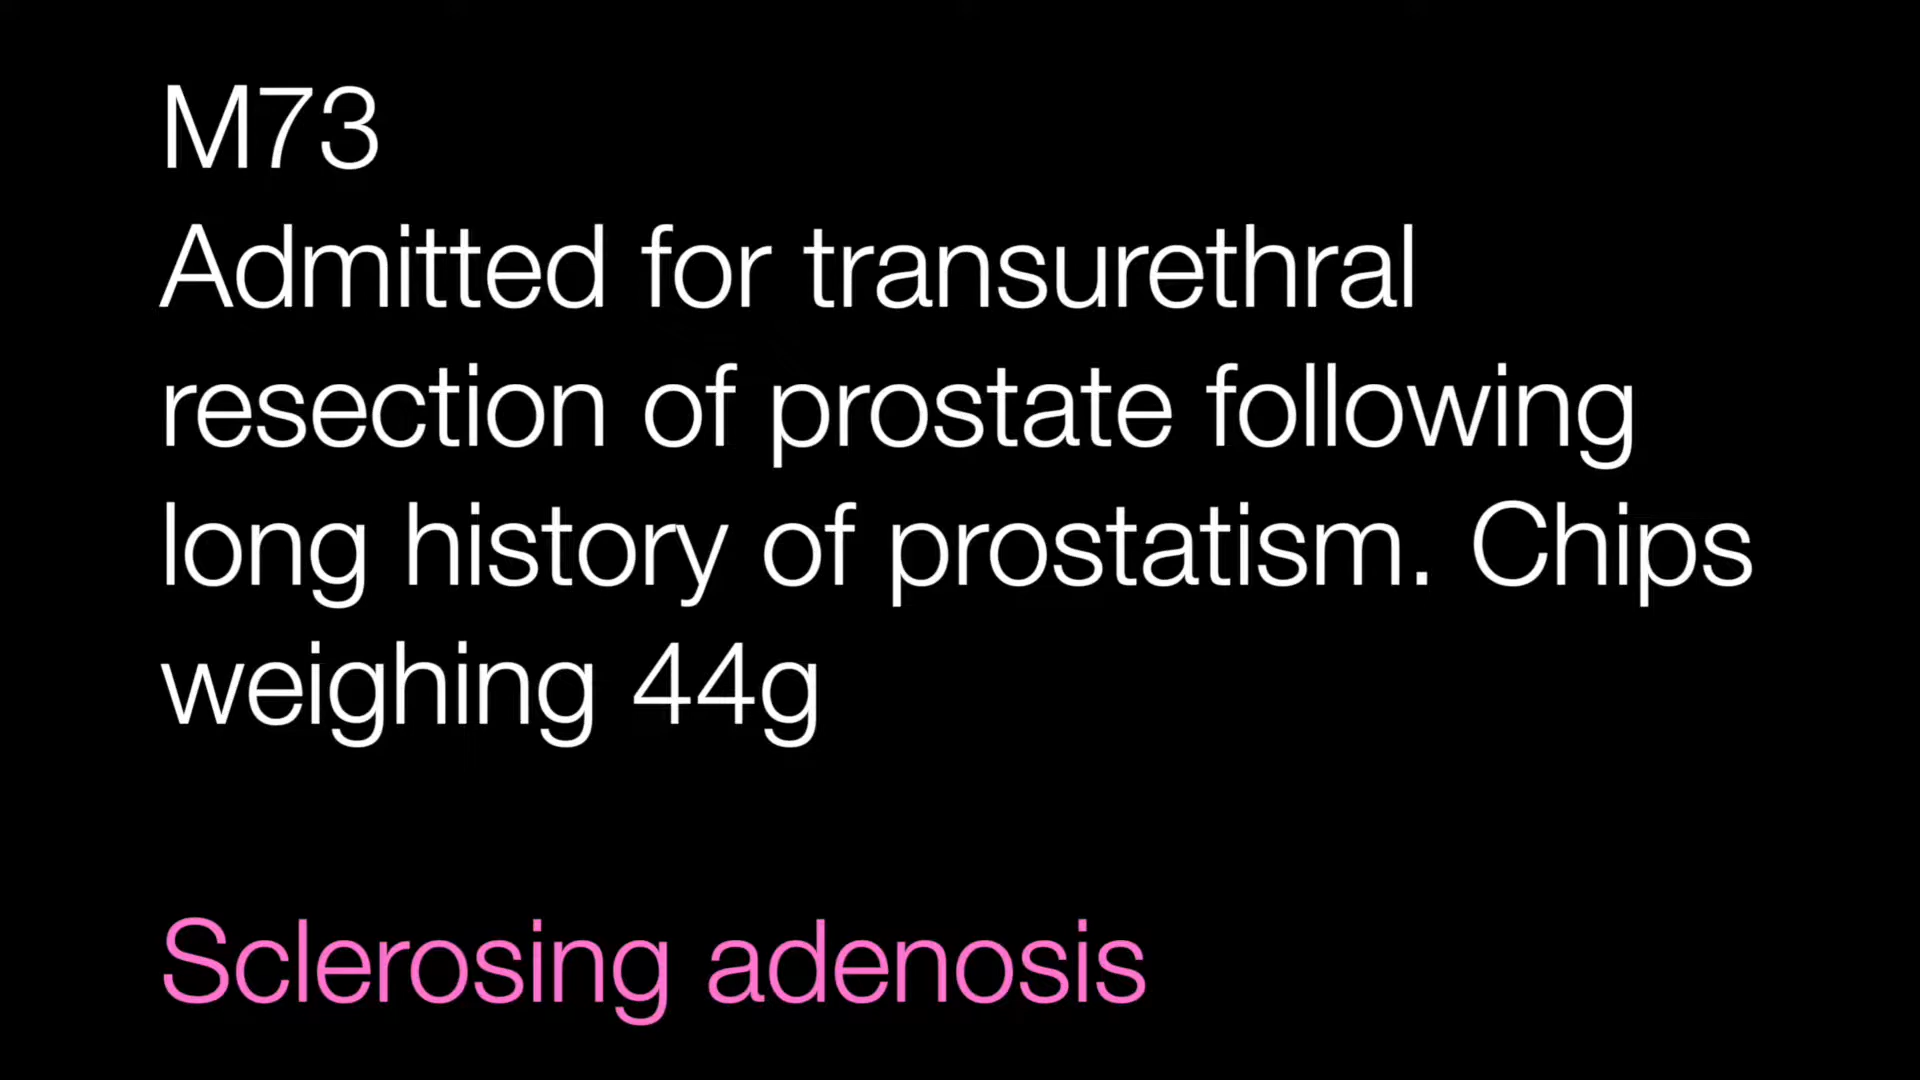 M73
Admitted for transurethral
resection of prostate following
long history of prostatism. Chips
weighing 44g
Sclerosing adenosis